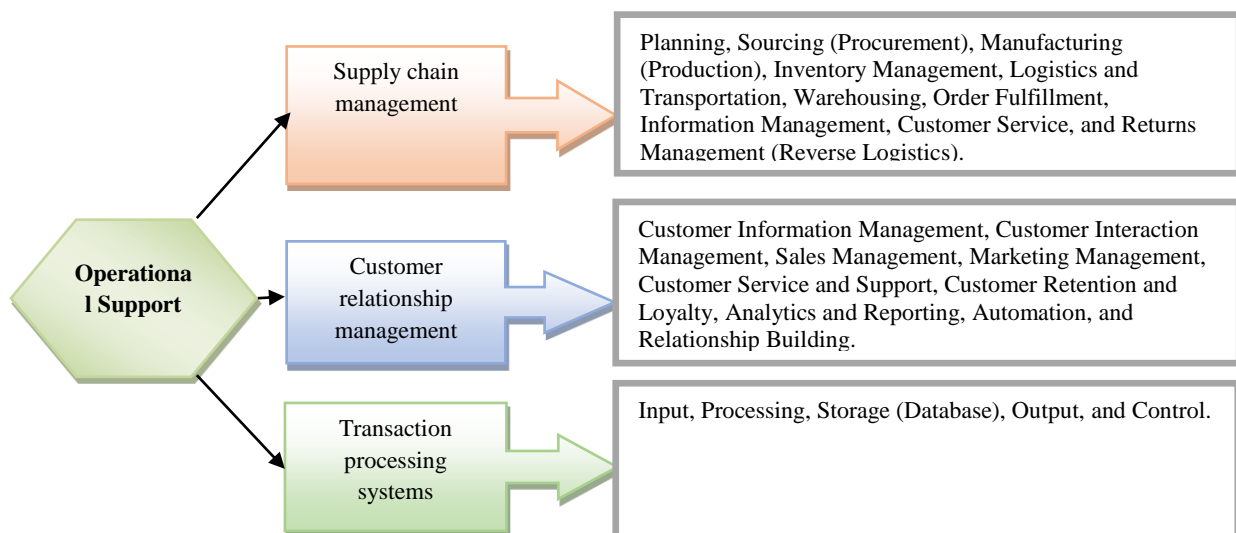 Supply chain
management
Planning, Sourcing (Procurement), Manufacturing
(Production), Inventory Management, Logistics and
Transportation, Warehousing, Order Fulfillment,
Information Management, Customer Service, and Returns
Management (Reverse Logistics).
Operationa
l Support
Customer
relationship
management
Customer Information Management, Customer Interaction
Management, Sales Management, Marketing Management,
Customer Service and Support, Customer Retention and
Loyalty, Analytics and Reporting, Automation, and
Relationship Building.
Transaction
processing
systems
Input, Processing, Storage (Database), Output, and Control.